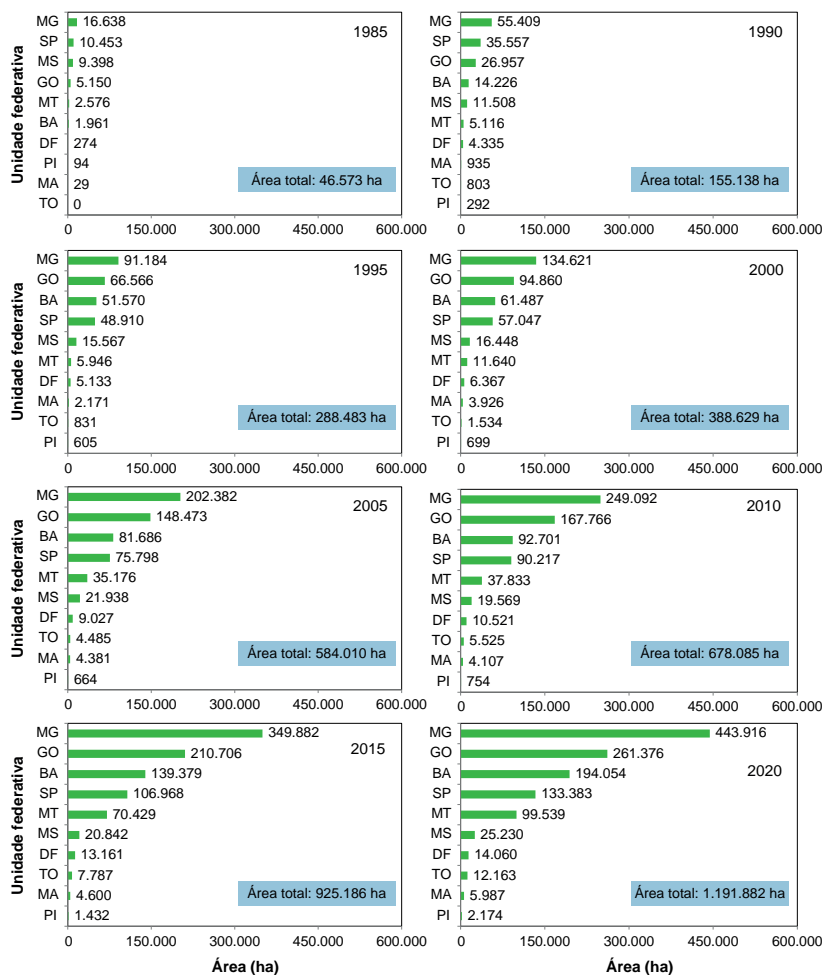 Unidade federativa
1985
MG 16.638
SP 10.453
MS 9.398
GO 5.150
MT 2.576
BA 1.961
DF 274
PI 94
MA 29
TO 0
Área total: 46.573 ha
0 150.000 300.000 450.000 600.000
1990
MG 55.409
SP 35.557
GO 26.957
BA 14.226
MS 11.508
MT 5.116
DF 4.335
MA 935
TO 803
PI 292
Área total: 155.138 ha
0 150.000 300.000 450.000 600.000
Unidade federativa
1995
MG 91.184
GO 66.566
BA 51.570
SP 48.910
MS 15.567
MT 5.946
DF 5.133
MA 2.171
TO 831
PI 605
Área total: 288.483 ha
0 150.000 300.000 450.000 600.000
2000
MG 134.621
GO 94.860
BA 61.487
SP 57.047
MS 16.448
MT 11.640
DF 6.367
MA 3.926
TO 1.534
PI 699
Área total: 388.629 ha
0 150.000 300.000 450.000 600.000
Unidade federativa
2005
MG 202.382
GO 148.473
BA 81.686
SP 75.798
MT 35.176
MS 21.938
DF 9.027
TO 4.485
MA 4.381
PI 664
Área total: 584.010 ha
0 150.000 300.000 450.000 600.000
2010
MG 249.092
GO 167.766
BA 92.701
SP 90.217
MT 37.833
MS 19.569
DF 10.521
TO 5.525
MA 4.107
PI 754
Área total: 678.085 ha
0 150.000 300.000 450.000 600.000
Unidade federativa
2015
MG 349.882
GO 210.706
BA 139.379
SP 106.968
MT 70.429
MS 20.842
DF 13.161
TO 7.787
MA 4.600
PI 1.432
Área total: 925.186 ha
0 150.000 300.000 450.000 600.000
Área (ha)
2020
MG 443.916
GO 261.376
BA 194.054
SP 133.383
MT 99.539
MS 25.230
DF 14.060
TO 12.163
MA 5.987
PI 2.174
Área total: 1.191.882 ha
0 150.000 300.000 450.000 600.000
Área (ha)